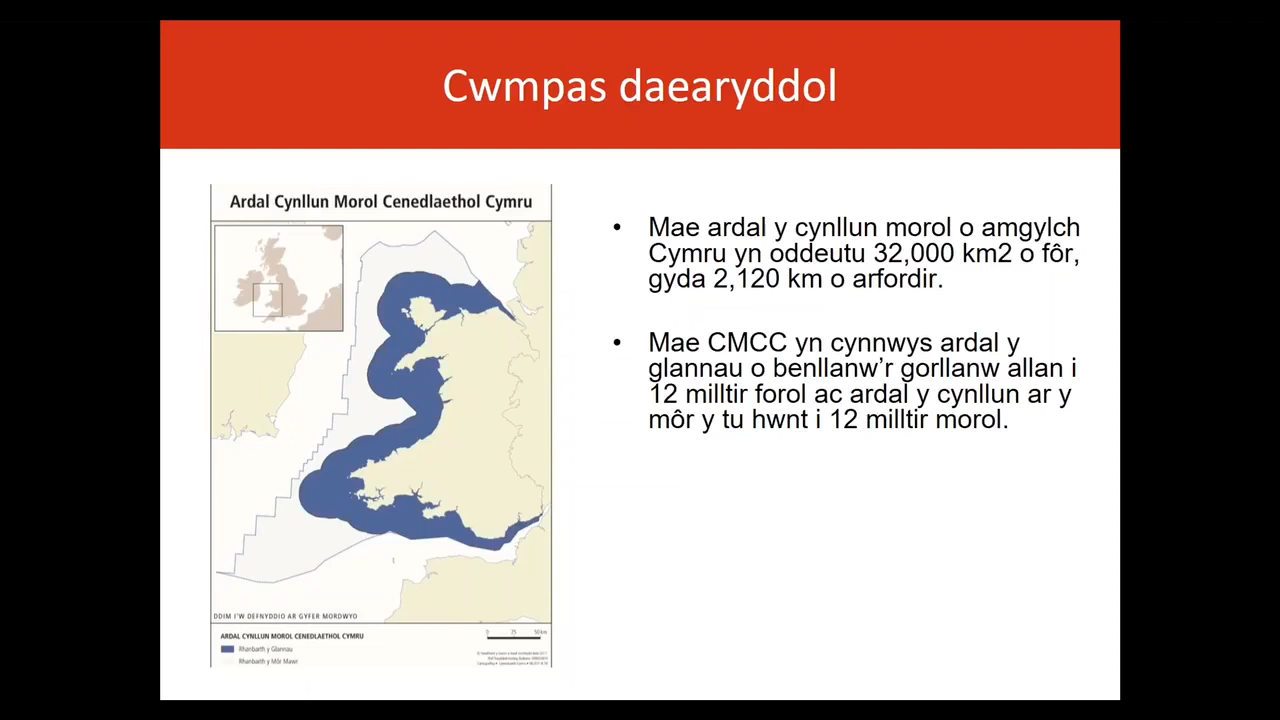 Cwmpas daearyddol
Ardal Cynllun Morol Cenedlaethol Cymru
DDIM I'W DEFNYDDIO AR GYFER MORDWYO
ARDAL CYNLLUN MOROL CENEDLAETHOL CYMRU
Rhanbarth y Glannau
Rhanbarth y Môr Mawr
0 25 50km
• Mae ardal y cynllun morol o amgylch
Cymru yn oddeutu 32,000 km2 o fôr,
gyda 2,120 km o arfordir.
• Mae CMCC yn cynnwys ardal y
glannau o benllanw’r gorllanw allan i
12 milltir forol ac ardal y cynllun ar y
môr y tu hwnt i 12 milltir morol.